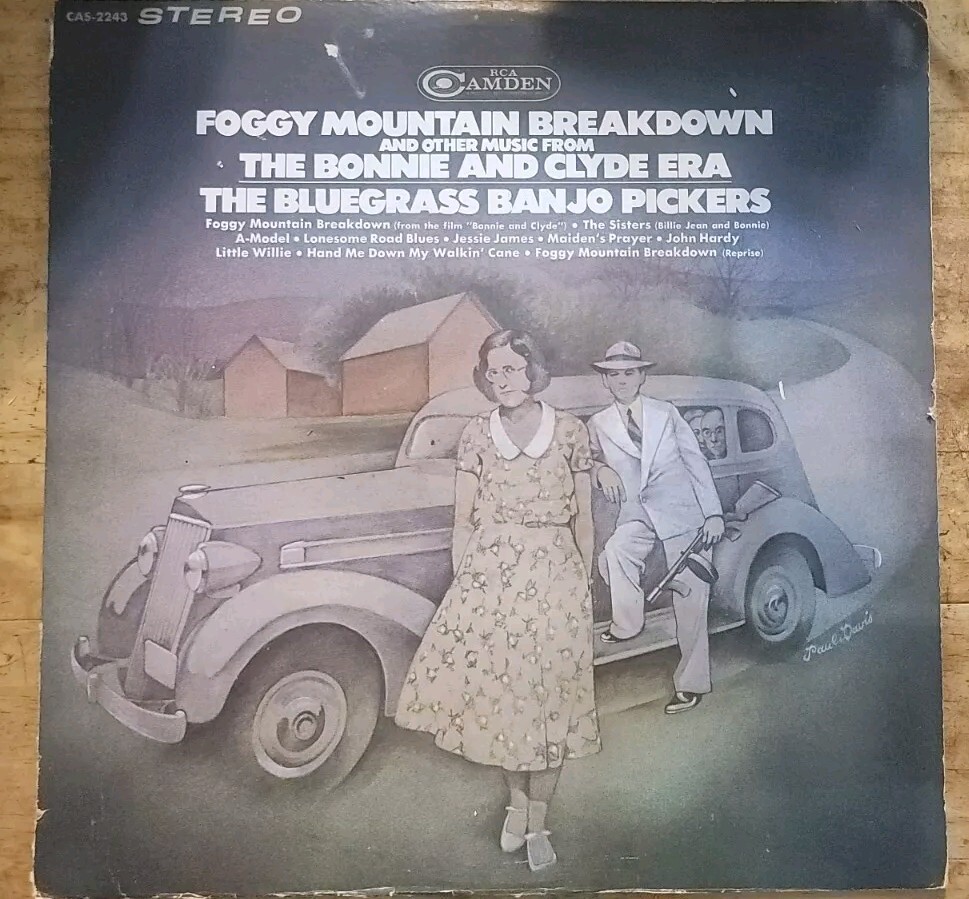 CAS-2243 STEREO
RCA
CAMDEN
FOGGY MOUNTAIN BREAKDOWN
AND OTHER MUSIC FROM
THE BONNIE AND CLYDE ERA
THE BLUEGRASS BANJO PICKERS
Foggy Mountain Breakdown (from the film "Bonnie and Clyde") • The Sisters (Billie Jean and Bonnie)
A-Model • Lonesome Road Blues • Jessie James • Maiden's Prayer • John Hardy
Little Willie • Hand Me Down My Walkin' Cane • Foggy Mountain Breakdown (Reprise)
Paul Davis